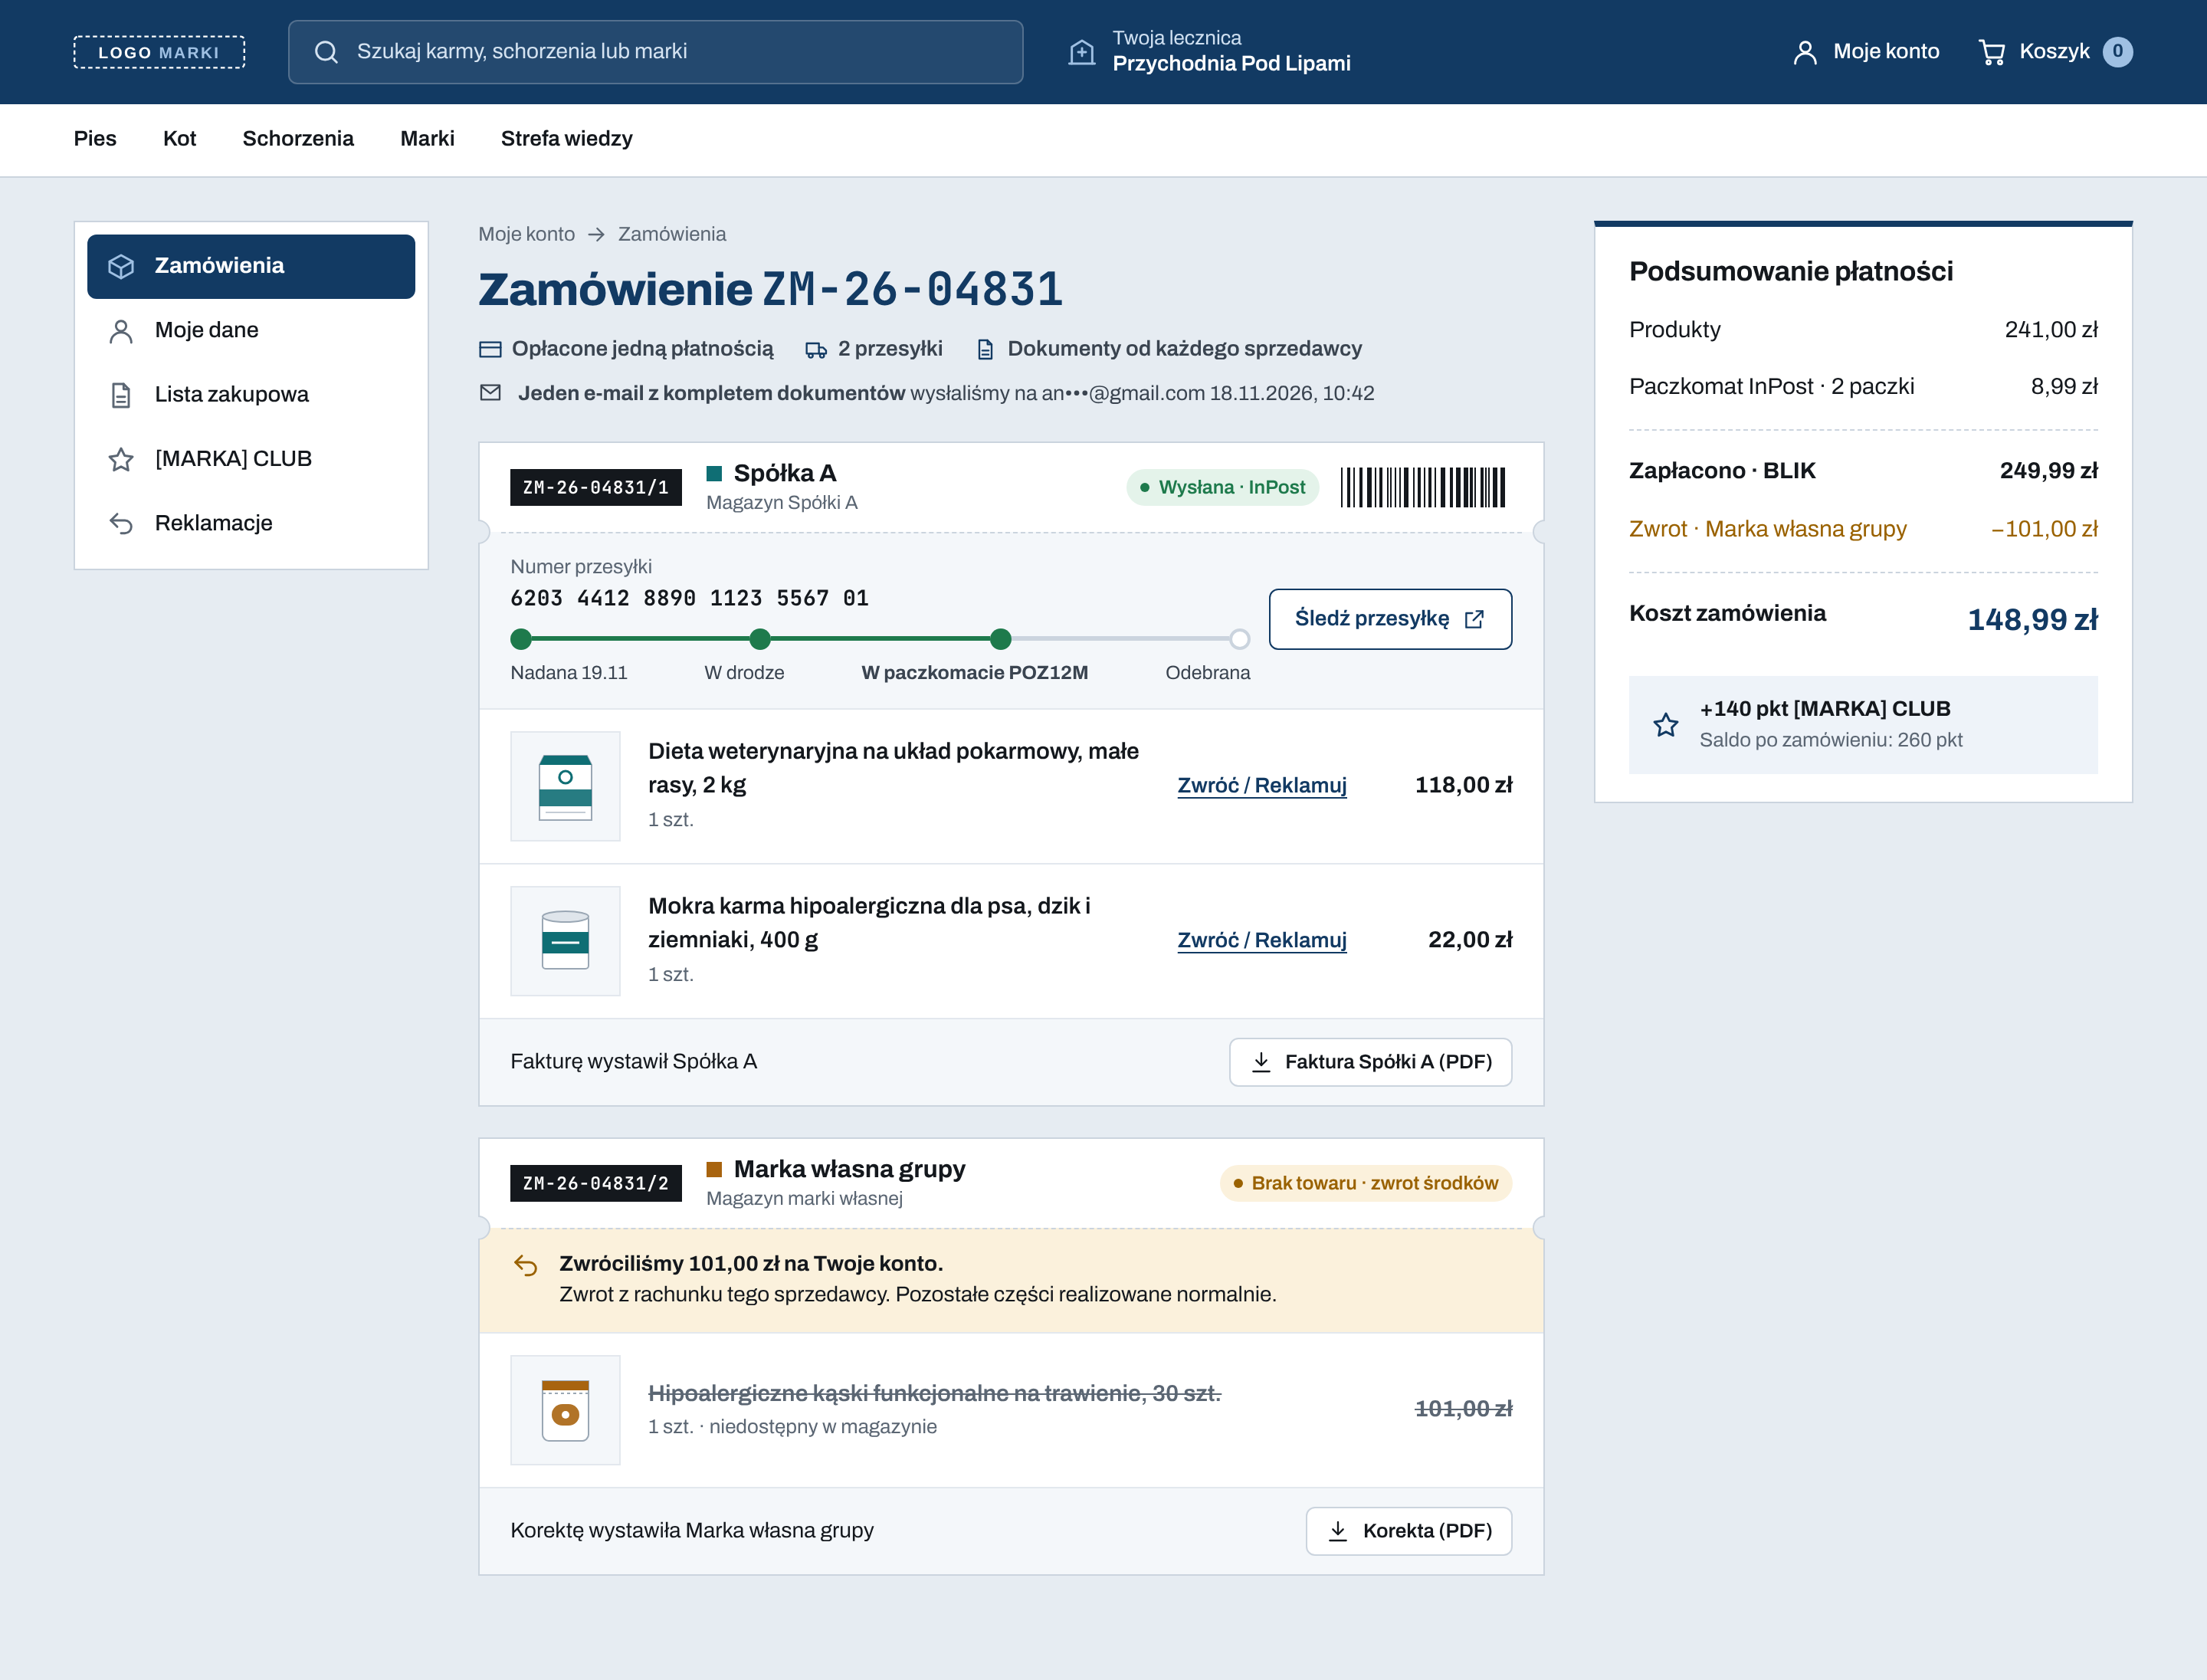 LOGO MARKI
Szukaj karmy, schorzenia lub marki
Twoja lecznica
Przychodnia Pod Lipami
Moje konto
Koszyk 0
Pies Kot Schorzenia Marki Strefa wiedzy
Zamówienia
Moje dane
Lista zakupowa
[MARKA] CLUB
Reklamacje
Moje konto → Zamówienia
Zamówienie ZM-26-04831
Opłacone jedną płatnością 2 przesyłki Dokumenty od każdego sprzedawcy
Jeden e-mail z kompletem dokumentów wysłaliśmy na an•••@gmail.com 18.11.2026, 10:42
ZM-26-04831/1
Spółka A
Magazyn Spółki A
Wysłana · InPost
Numer przesyłki
6203 4412 8890 1123 5567 01
Śledź przesyłkę
Nadana 19.11 W drodze W paczkomacie POZ12M Odebrana
Dieta weterynaryjna na układ pokarmowy, małe
rasy, 2 kg
1 szt.
Zwróć / Reklamuj
118,00 zł
Mokra karma hipoalergiczna dla psa, dzik i
ziemniaki, 400 g
1 szt.
Zwróć / Reklamuj
22,00 zł
Fakturę wystawił Spółka A
Faktura Spółki A (PDF)
ZM-26-04831/2
Marka własna grupy
Magazyn marki własnej
Brak towaru · zwrot środków
Zwróciliśmy 101,00 zł na Twoje konto.
Zwrot z rachunku tego sprzedawcy. Pozostałe części realizowane normalnie.
Hipoalergiczne kąski funkcjonalne na trawienie, 30 szt.
1 szt. · niedostępny w magazynie
101,00 zł
Korektę wystawiła Marka własna grupy
Korekta (PDF)
Podsumowanie płatności
Produkty 241,00 zł
Paczkomat InPost · 2 paczki 8,99 zł
Zapłacono · BLIK 249,99 zł
Zwrot · Marka własna grupy −101,00 zł
Koszt zamówienia 148,99 zł
+140 pkt [MARKA] CLUB
Saldo po zamówieniu: 260 pkt